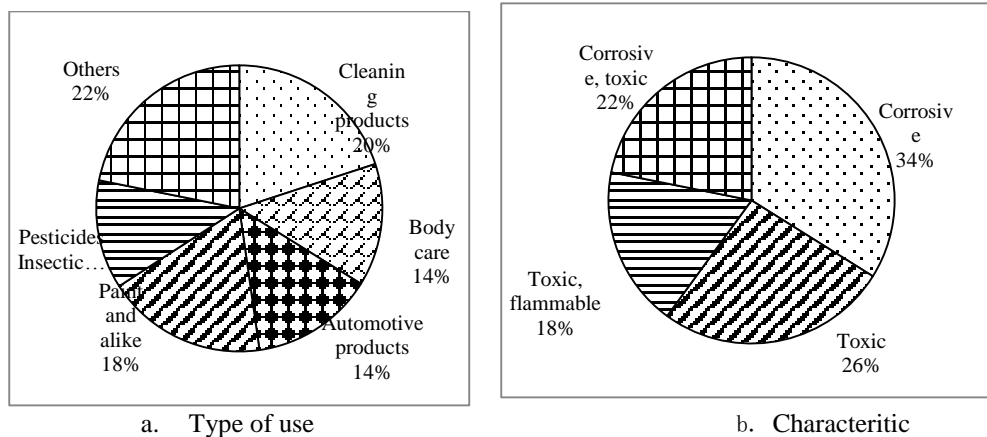 Others
22%
Cleanin
g
products
20%
Body
care
14%
Automotive
products
14%
Paint
and
alike
18%
Pesticides
Insectic…
a. Type of use
Corrosiv
e, toxic
22%
Corrosiv
e
34%
Toxic
26%
Toxic,
flammable
18%
b. Characteritic